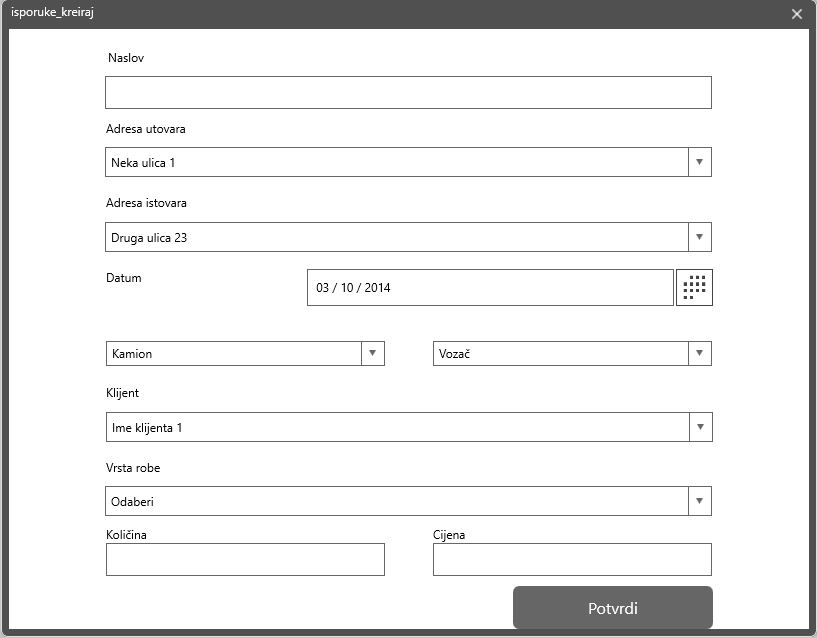 isporuke_kreiraj
Naslov
Adresa utovara
Neka ulica 1
Adresa istovara
Druga ulica 23
Datum
03 / 10 / 2014
Kamion
Vozač
Klijent
Ime klijenta 1
Vrsta robe
Odaberi
Količina
Cijena
Potvrdi